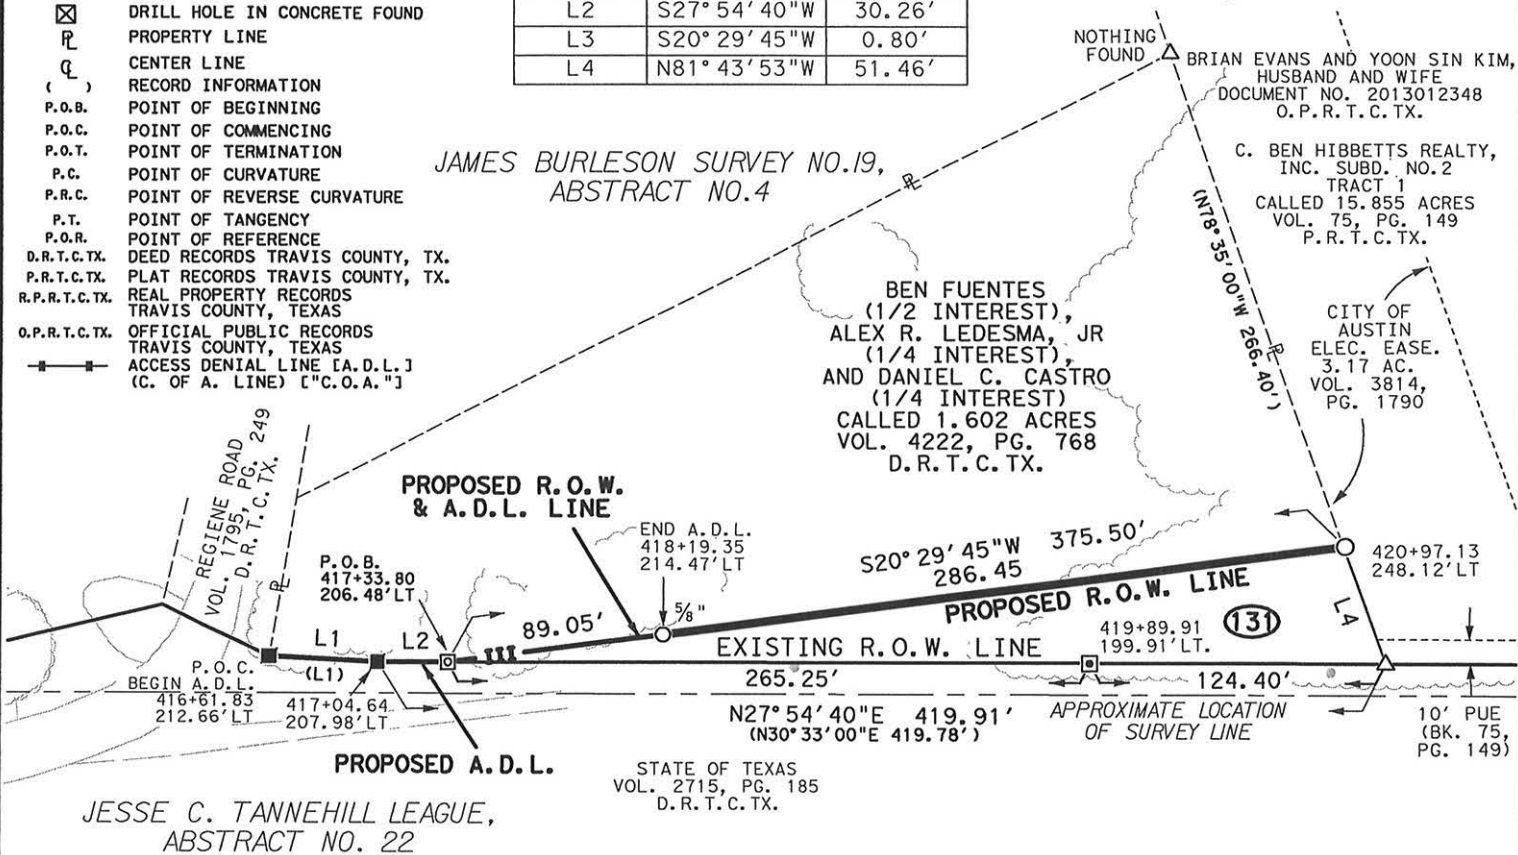 DRILL HOLE IN CONCRETE FOUND
PROPERTY LINE
CENTER LINE
( ) RECORD INFORMATION
P.O.B. POINT OF BEGINNING
P.O.C. POINT OF COMMENCING
P.O.T. POINT OF TERMINATION
P.C. POINT OF CURVATURE
P.R.C. POINT OF REVERSE CURVATURE
P.T. POINT OF TANGENCY
P.O.R. POINT OF REFERENCE
D.R.T.C.TX. DEED RECORDS TRAVIS COUNTY, TX.
P.R.T.C.TX. PLAT RECORDS TRAVIS COUNTY, TX.
R.P.R.T.C.TX. REAL PROPERTY RECORDS
TRAVIS COUNTY, TEXAS
O.P.R.T.C.TX. OFFICIAL PUBLIC RECORDS
TRAVIS COUNTY, TEXAS
ACCESS DENIAL LINE [A.D.L.]
(C. OF A. LINE) ["C.O.A."]
L2 S27°54'40"W 30.26'
L3 S20°29'45"W 0.80'
L4 N81°43'53"W 51.46'
JAMES BURLESON SURVEY NO.19,
ABSTRACT NO.4
NOTHING
FOUND
BRIAN EVANS AND YOON SIN KIM,
HUSBAND AND WIFE
DOCUMENT NO. 2013012348
O.P.R.T.C.TX.
C. BEN HIBBETTS REALTY,
INC. SUBD. NO.2
TRACT 1
CALLED 15.855 ACRES
VOL. 75, PG. 149
P.R.T.C.TX.
(N78°35'00"W 266.40')
CITY OF
AUSTIN
ELEC. EASE.
3.17 AC.
VOL. 3814,
PG. 1790
BEN FUENTES
(1/2 INTEREST),
ALEX R. LEDESMA, JR
(1/4 INTEREST),
AND DANIEL C. CASTRO
(1/4 INTEREST)
CALLED 1.602 ACRES
VOL. 4222, PG. 768
D.R.T.C.TX.
REGIENE ROAD
VOL. 1795, PG. 249
D.R.T.C.TX.
PROPOSED R.O.W.
& A.D.L. LINE
END A.D.L.
418+19.35
214.47'LT
P.O.B.
417+33.80
206.48'LT
5/8"
S20°29'45"W 375.50'
286.45
PROPOSED R.O.W. LINE
420+97.13
248.12'LT
L4
131
419+89.91
199.91'LT.
L1
L2
(L1)
89.05'
EXISTING R.O.W. LINE
P.O.C.
BEGIN A.D.L.
416+61.83
212.66'LT
417+04.64
207.98'LT
265.25'
124.40'
N27°54'40"E 419.91'
(N30°33'00"E 419.78')
APPROXIMATE LOCATION
OF SURVEY LINE
10' PUE
(BK. 75,
PG. 149)
PROPOSED A.D.L.
STATE OF TEXAS
VOL. 2715, PG. 185
D.R.T.C.TX.
JESSE C. TANNEHILL LEAGUE,
ABSTRACT NO. 22